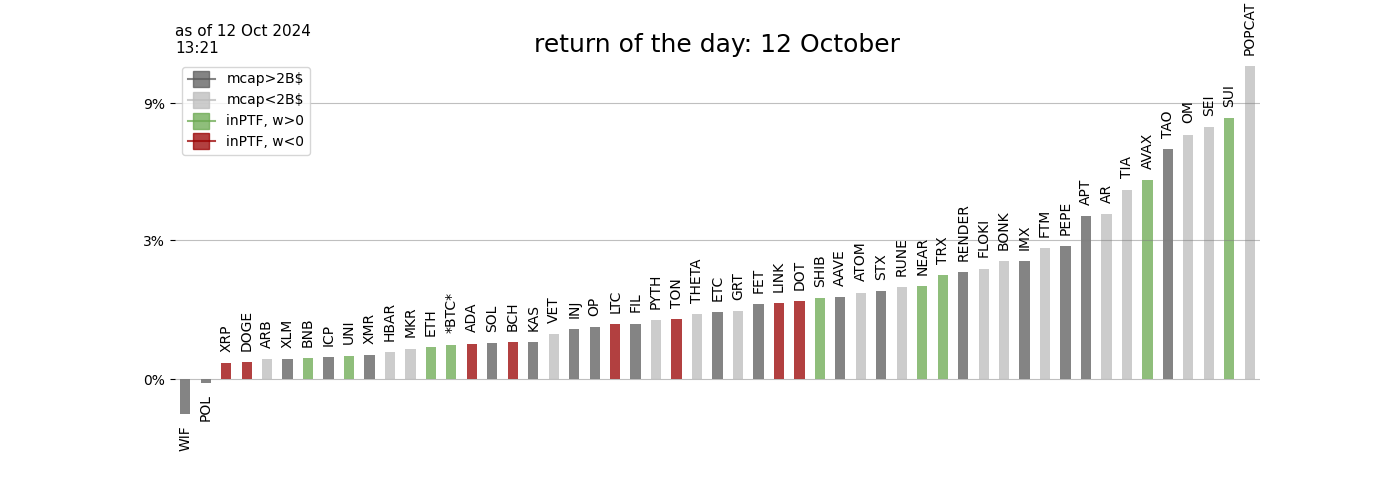 as of 12 Oct 2024
13:21
return of the day: 12 October
mcap>2B$
mcap<2B$
inPTF, w>0
inPTF, w<0
9%
3%
0%
WIF
POL
XRP
DOGE
ARB
XLM
BNB
ICP
UNI
XMR
HBAR
MKR
ETH
*BTC*
ADA
SOL
BCH
KAS
VET
INJ
OP
LTC
FIL
PYTH
TON
THETA
ETC
GRT
FET
LINK
DOT
SHIB
AAVE
ATOM
STX
RUNE
NEAR
TRX
RENDER
FLOKI
BONK
IMX
FTM
PEPE
APT
AR
TIA
AVAX
TAO
OM
SEI
SUI
POPCAT